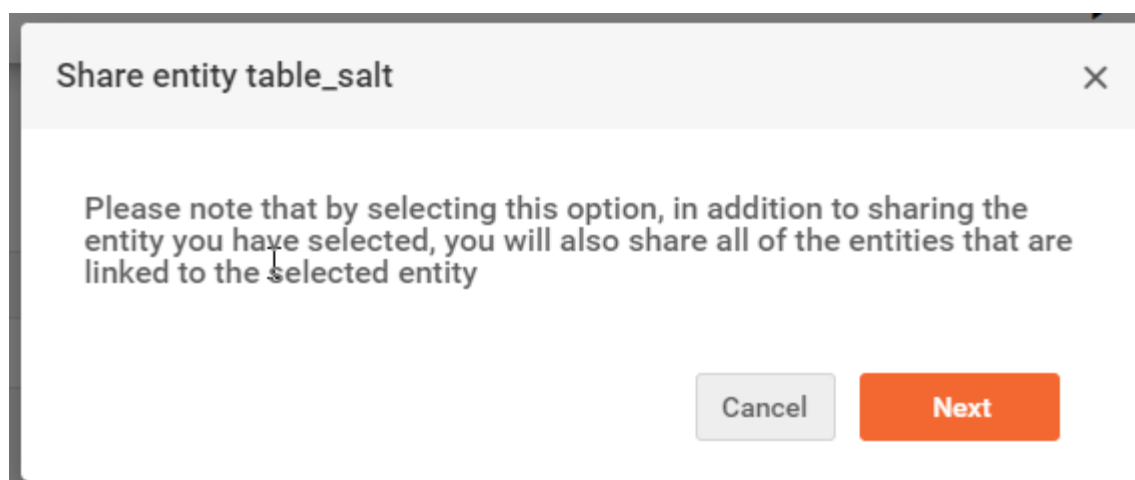 Share entity table_salt
Please note that by selecting this option, in addition to sharing the
entity you have selected, you will also share all of the entities that are
linked to the selected entity
Cancel
Next